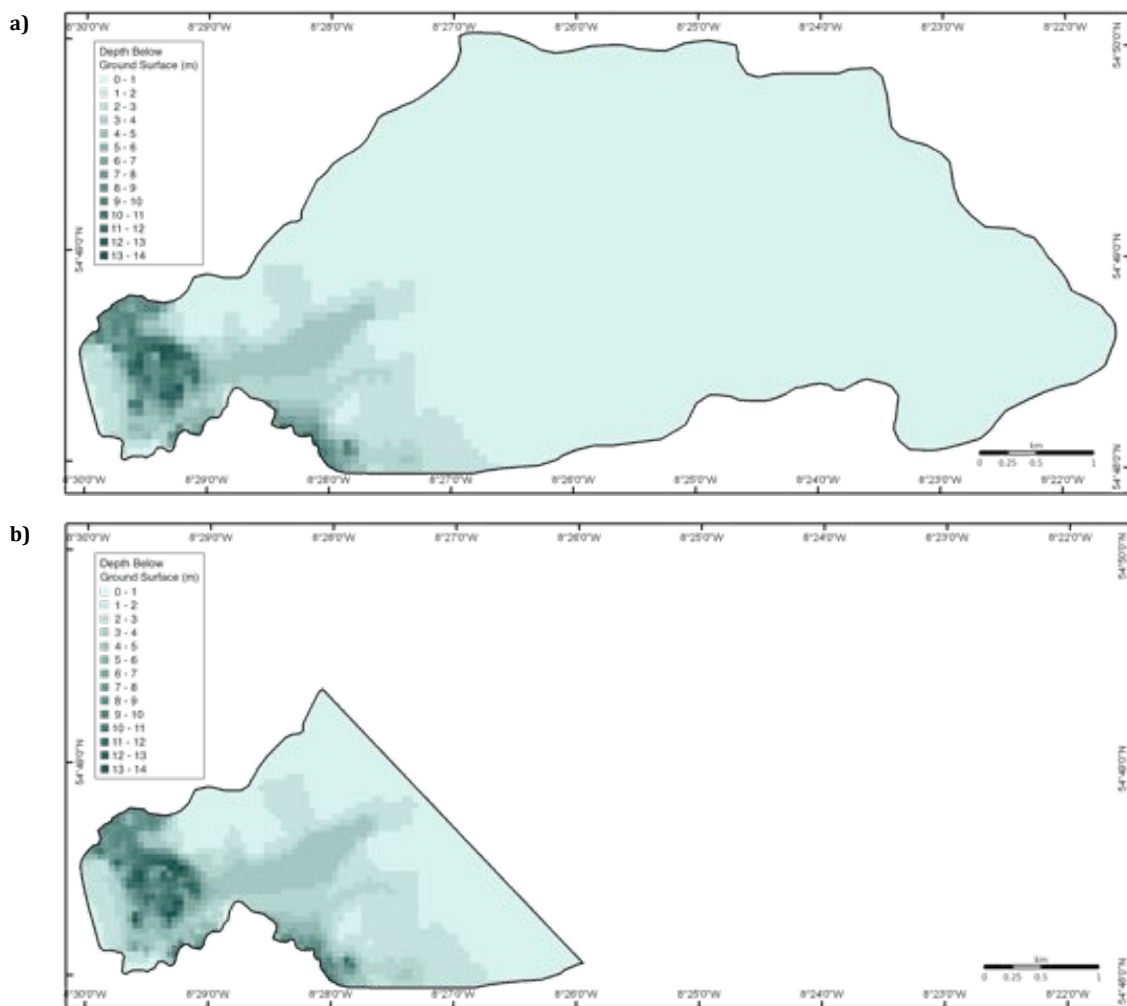 a)
8°30'0"W 8°29'0"W 8°28'0"W 8°27'0"W 8°26'0"W 8°25'0"W 8°24'0"W 8°23'0"W 8°22'0"W
54°50'0"N
Depth Below
Ground Surface (m)
0 - 1
1 - 2
2 - 3
3 - 4
4 - 5
5 - 6
6 - 7
7 - 8
8 - 9
9 - 10
10 - 11
11 - 12
12 - 13
13 - 14
54°49'0"N 54°49'0"N
km
0 0.25 0.5 1
54°48'0"N
8°30'0"W 8°29'0"W 8°28'0"W 8°27'0"W 8°26'0"W 8°25'0"W 8°24'0"W 8°23'0"W 8°22'0"W
b)
8°30'0"W 8°29'0"W 8°28'0"W 8°27'0"W 8°26'0"W 8°25'0"W 8°24'0"W 8°23'0"W 8°22'0"W
54°50'0"N
Depth Below
Ground Surface (m)
0 - 1
1 - 2
2 - 3
3 - 4
4 - 5
5 - 6
6 - 7
7 - 8
8 - 9
9 - 10
10 - 11
11 - 12
12 - 13
13 - 14
54°49'0"N 54°49'0"N
km
0 0.25 0.5 1
54°48'0"N
8°30'0"W 8°29'0"W 8°28'0"W 8°27'0"W 8°26'0"W 8°25'0"W 8°24'0"W 8°23'0"W 8°22'0"W